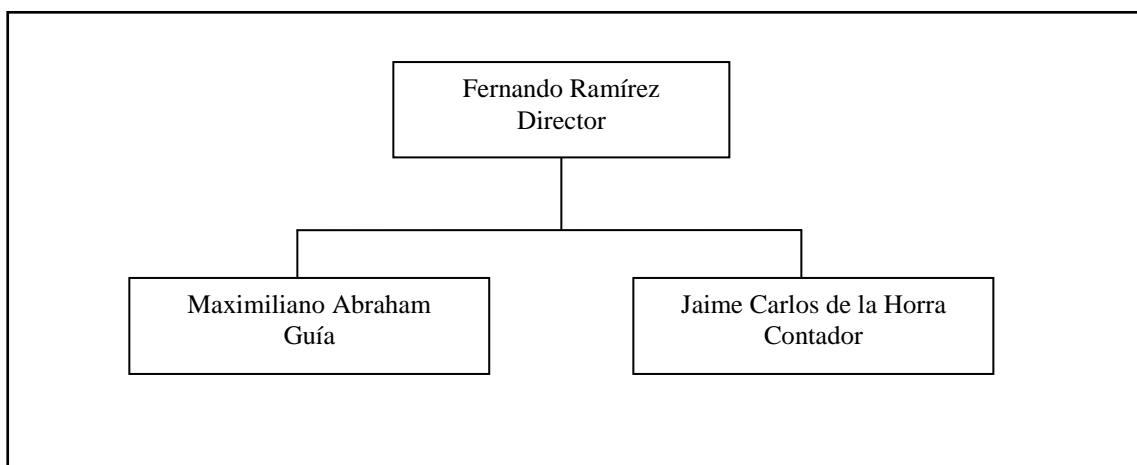 Fernando Ramírez
Director
Maximiliano Abraham
Guía
Jaime Carlos de la Horra
Contador